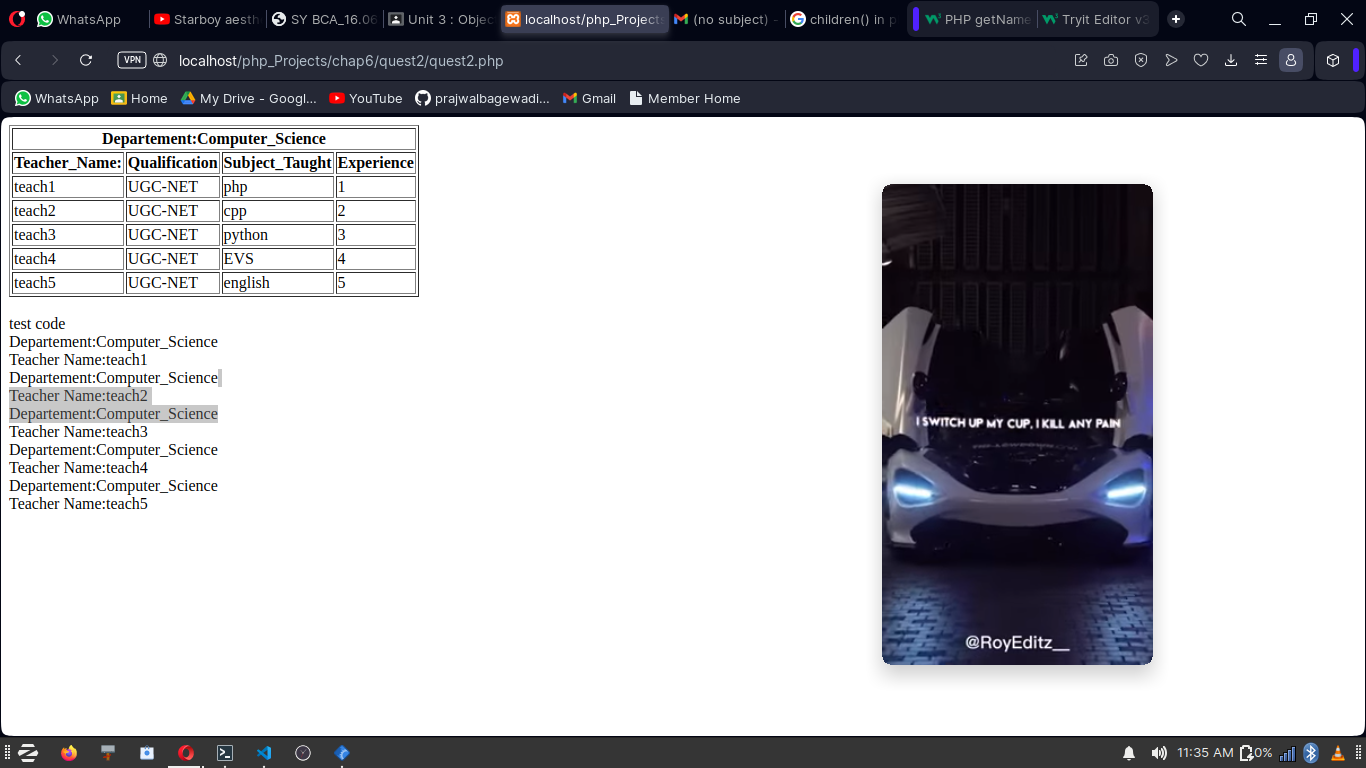 WhatsApp
Starboy aesthe
SY BCA_16.06
Unit 3 : Objec
localhost/php_Projects
(no subject) -
children() in p
PHP getName
Tryit Editor v3
VPN
localhost/php_Projects/chap6/quest2/quest2.php
WhatsApp
Home
My Drive - Googl...
YouTube
prajwalbagewadi...
Gmail
Member Home
Departement:Computer_Science
Teacher_Name: Qualification Subject_Taught Experience
teach1 UGC-NET php 1
teach2 UGC-NET cpp 2
teach3 UGC-NET python 3
teach4 UGC-NET EVS 4
teach5 UGC-NET english 5
test code
Departement:Computer_Science
Teacher Name:teach1
Departement:Computer_Science
Teacher Name:teach2
Departement:Computer_Science
Teacher Name:teach3
Departement:Computer_Science
Teacher Name:teach4
Departement:Computer_Science
Teacher Name:teach5
I SWITCH UP MY CUP, I KILL ANY PAIN
@RoyEditz__
11:35 AM
0%